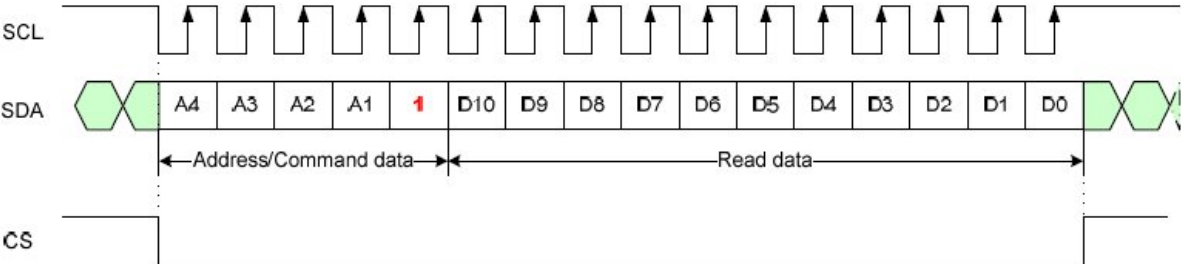 SCL
SDA A4 A3 A2 A1 1 D10 D9 D8 D7 D6 D5 D4 D3 D2 D1 D0
Address/Command data Read data
CS